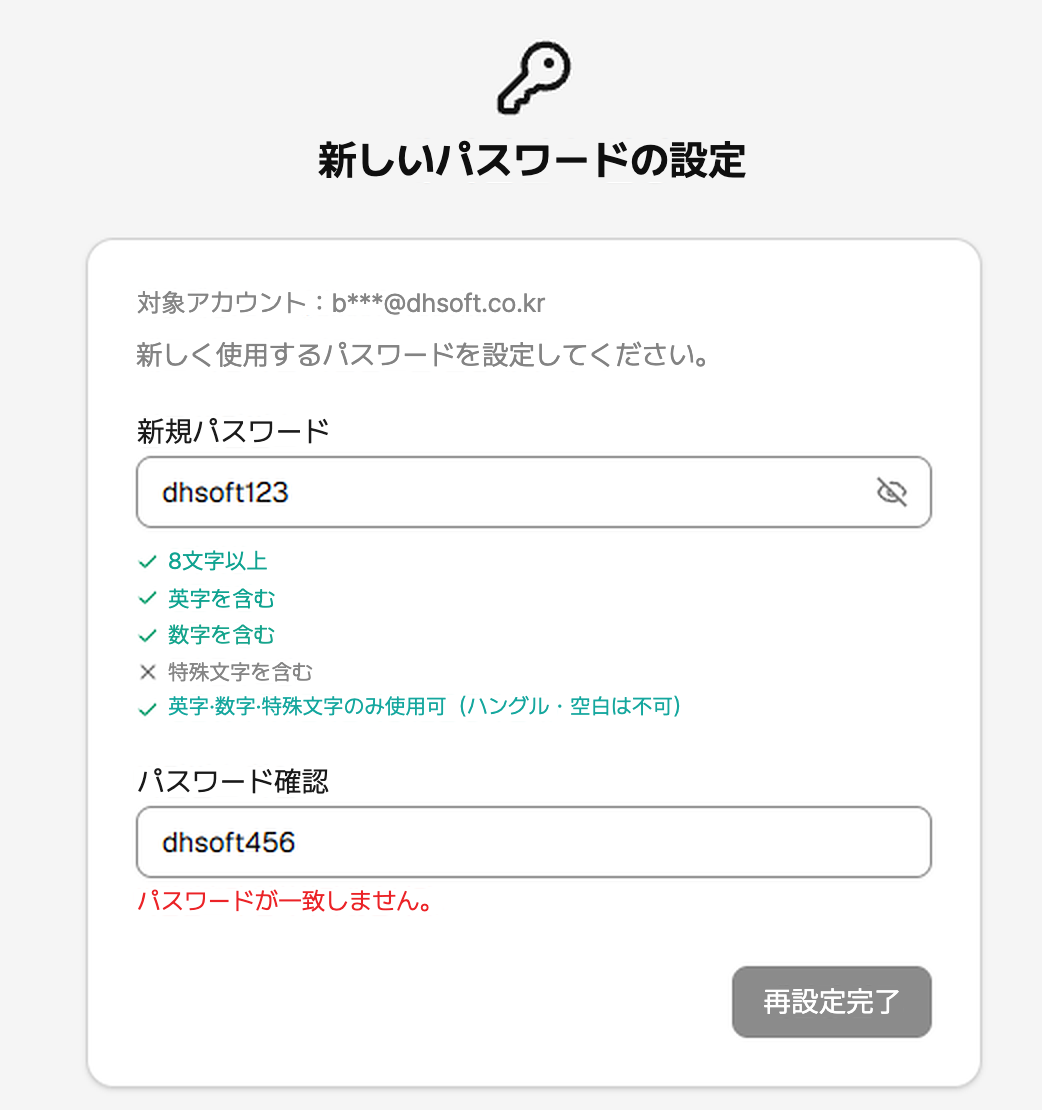 新しいパスワードの設定
対象アカウント：b***@dhsoft.co.kr
新しく使用するパスワードを設定してください。
新規パスワード
dhsoft123
8文字以上
英字を含む
数字を含む
特殊文字を含む
英字·数字·特殊文字のみ使用可（ハングル・空白は不可）
パスワード確認
dhsoft456
パスワードが一致しません。
再設定完了